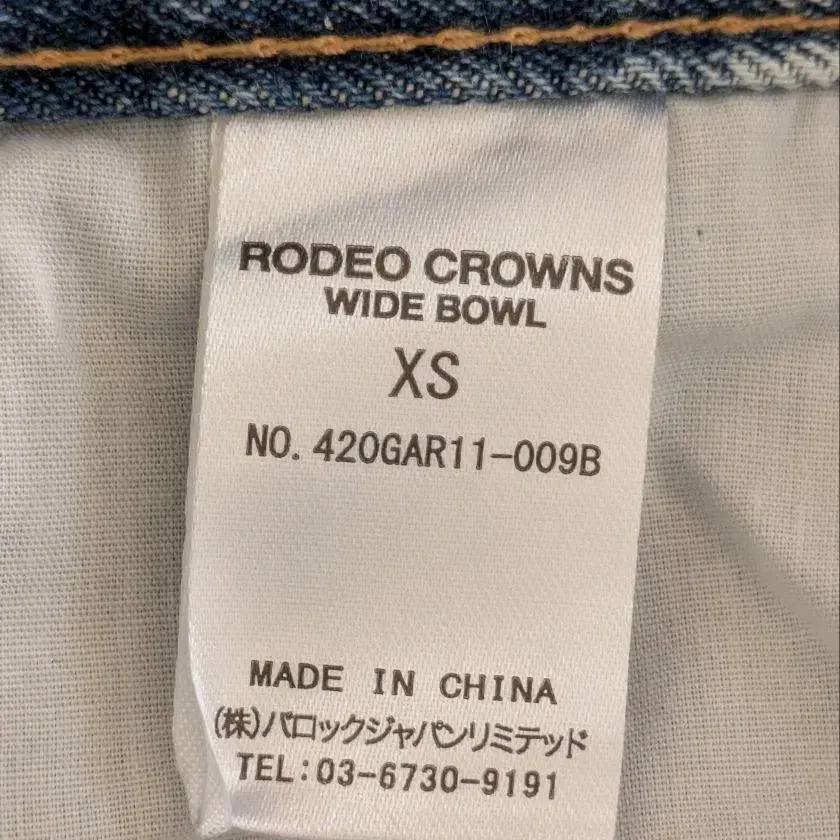 RODEO CROWNS
WIDE BOWL
XS
NO. 420GAR11-009B
MADE IN CHINA
(株)バロックジャパンリミテッド
TEL:03-6730-9191